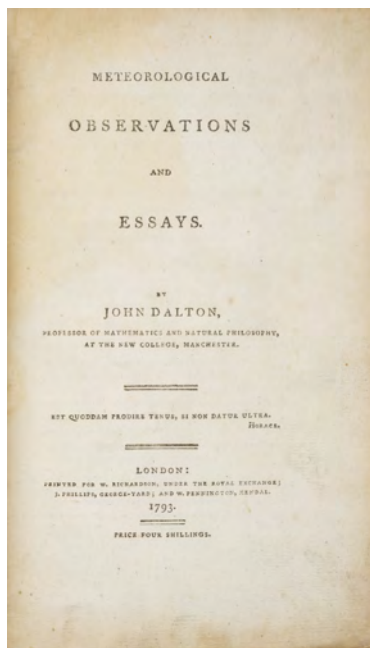 METEOROLOGICAL
OBSERVATIONS
AND
ESSAYS.
BY
JOHN DALTON,
PROFESSOR OF MATHEMATICS AND NATURAL PHILOSOPHY,
AT THE NEW COLLEGE, MANCHESTER.
EST QUODDAM PRODIRE TENUS, SI NON DATUR ULTRA.
HORACE.
LONDON:
PRINTED FOR W. RICHARDSON, UNDER THE ROYAL EXCHANGE;
J. PHILLIPS, GEORGE-YARD; AND W. PENNINGTON, KENDAL.
1793.
PRICE FOUR SHILLINGS.